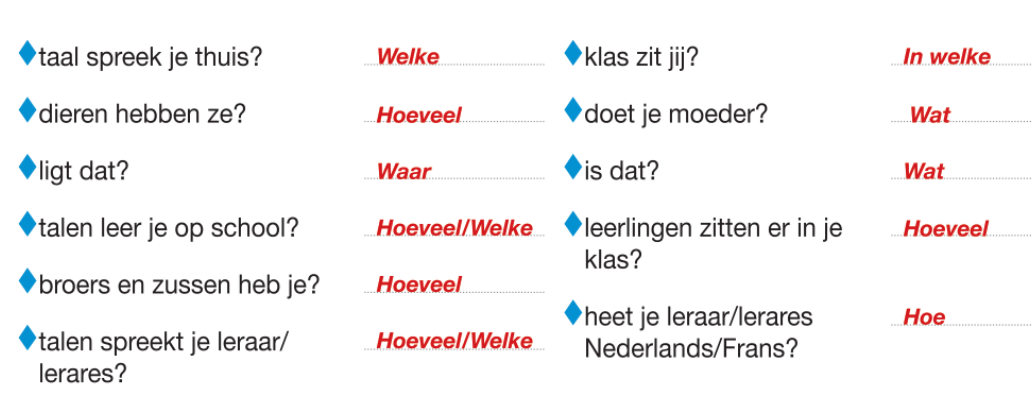 taal spreek je thuis? Welke
dieren hebben ze? Hoeveel
ligt dat? Waar
talen leer je op school? Hoeveel/Welke
broers en zussen heb je? Hoeveel
talen spreekt je leraar/ Hoeveel/Welke
lerares?
klas zit jij? In welke
doet je moeder? Wat
is dat? Wat
leerlingen zitten er in je Hoeveel
klas?
heet je leraar/lerares Hoe
Nederlands/Frans?